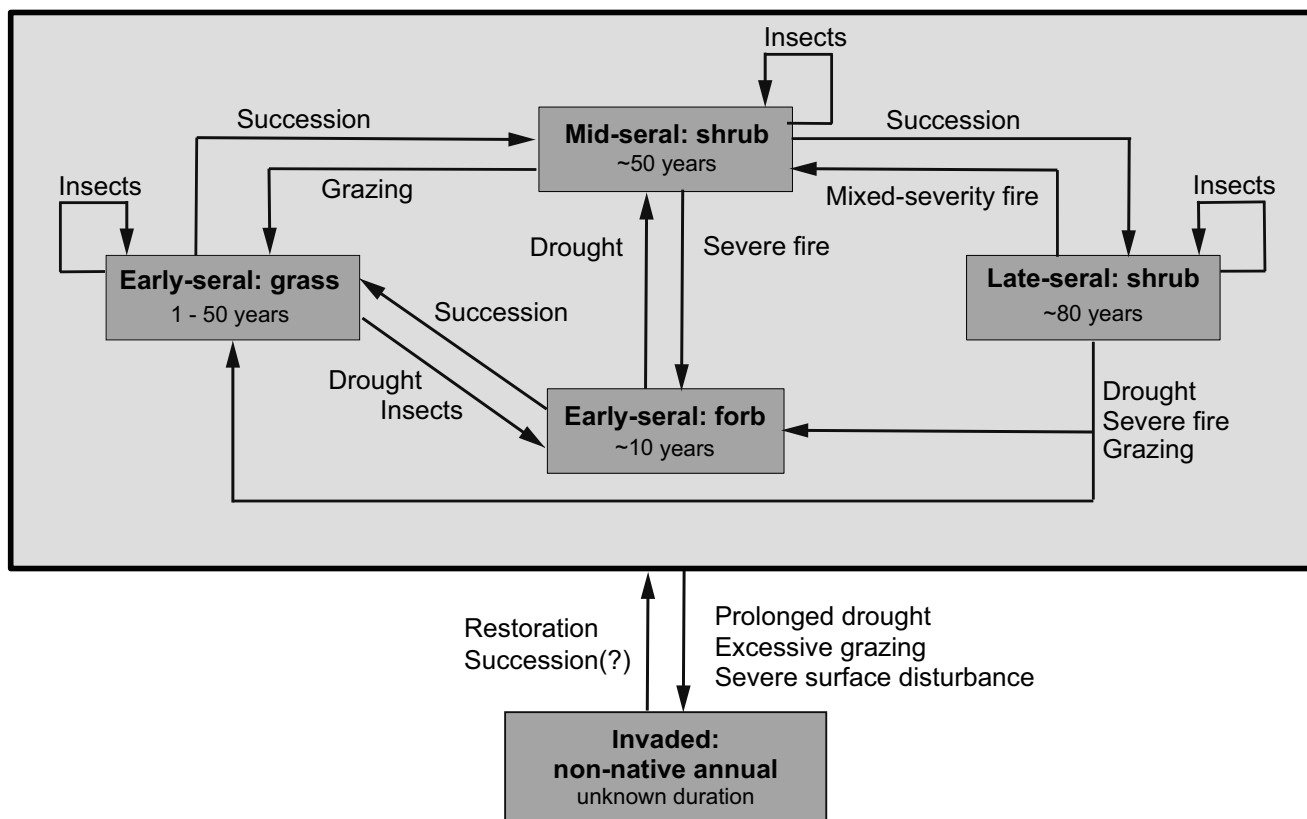 Insects
Succession
Mid-seral: shrub
~50 years
Succession
Insects
Grazing
Mixed-severity fire
Insects
Drought
Severe fire
Early-seral: grass
1 - 50 years
Late-seral: shrub
~80 years
Succession
Drought
Insects
Early-seral: forb
~10 years
Drought
Severe fire
Grazing
Restoration
Succession(?)
Prolonged drought
Excessive grazing
Severe surface disturbance
Invaded:
non-native annual
unknown duration